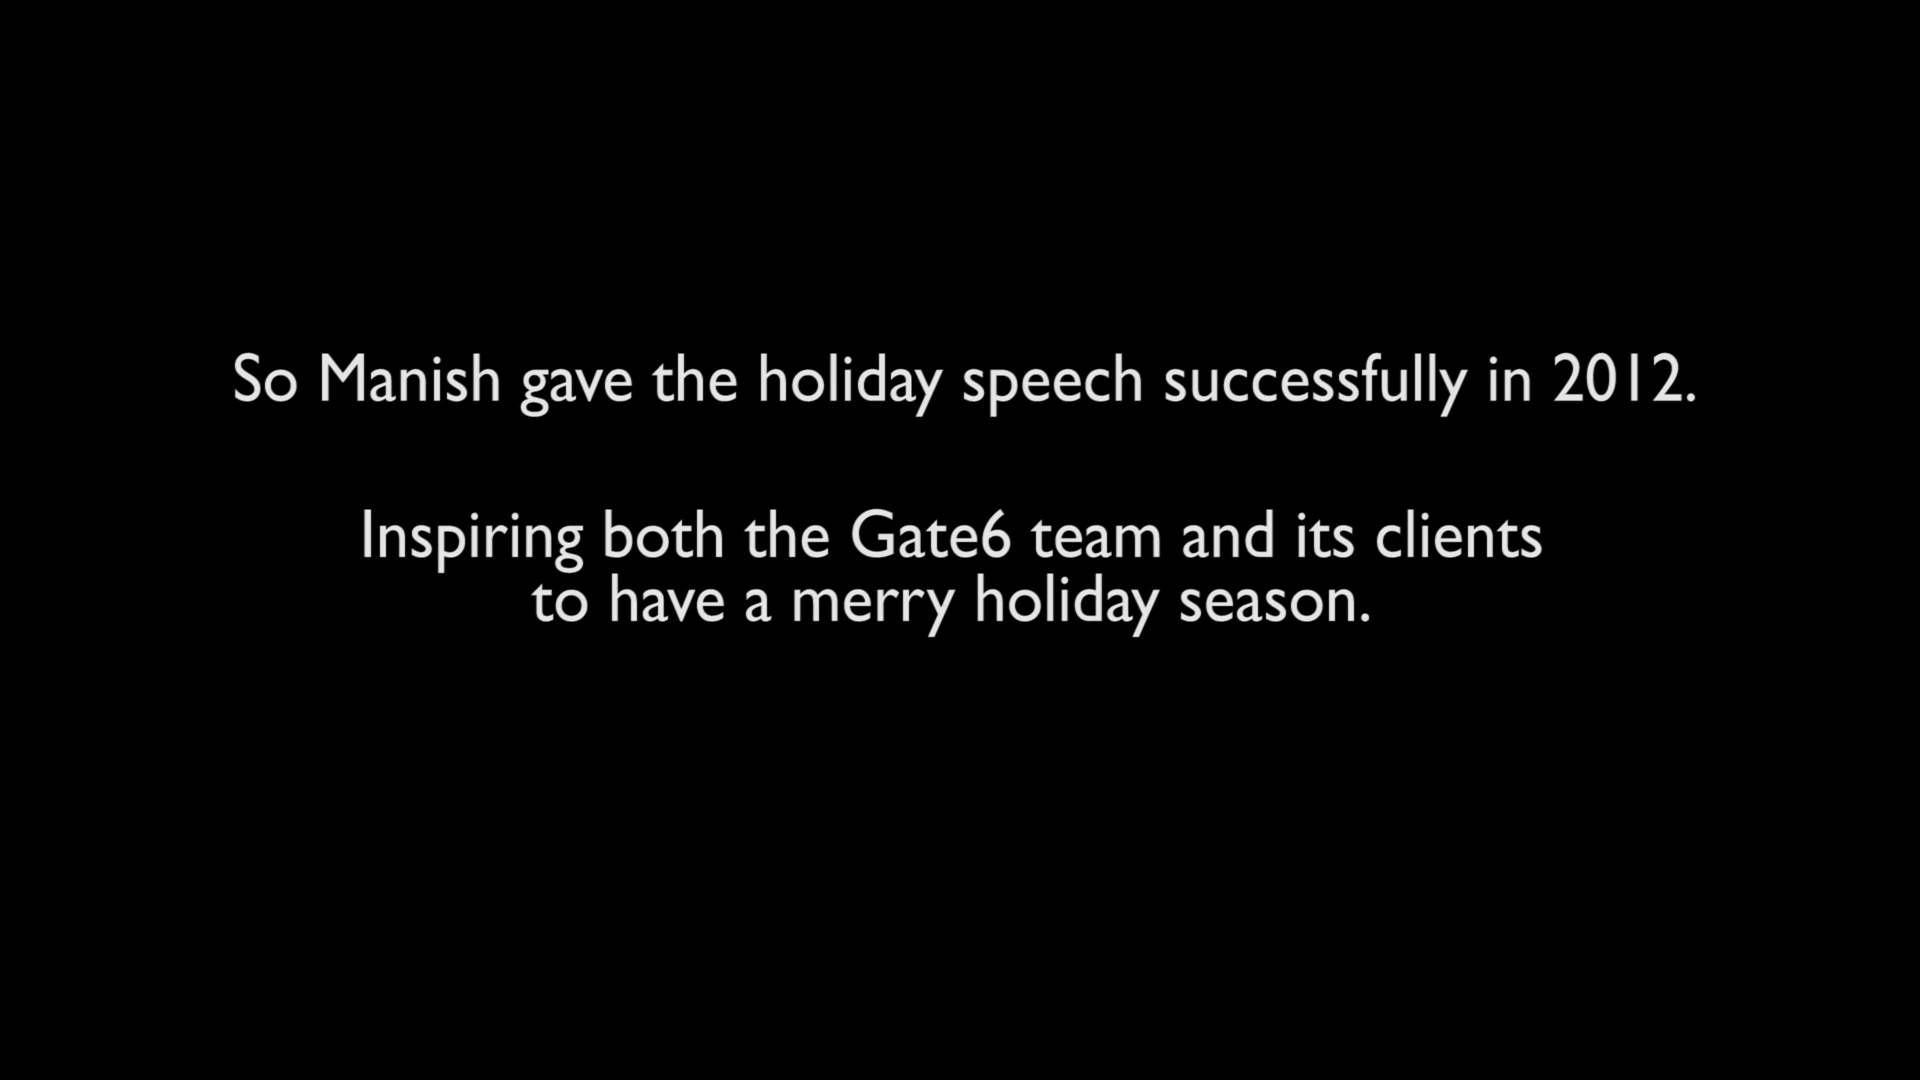 So Manish gave the holiday speech successfully in 2012.
Inspiring both the Gate6 team and its clients
to have a merry holiday season.